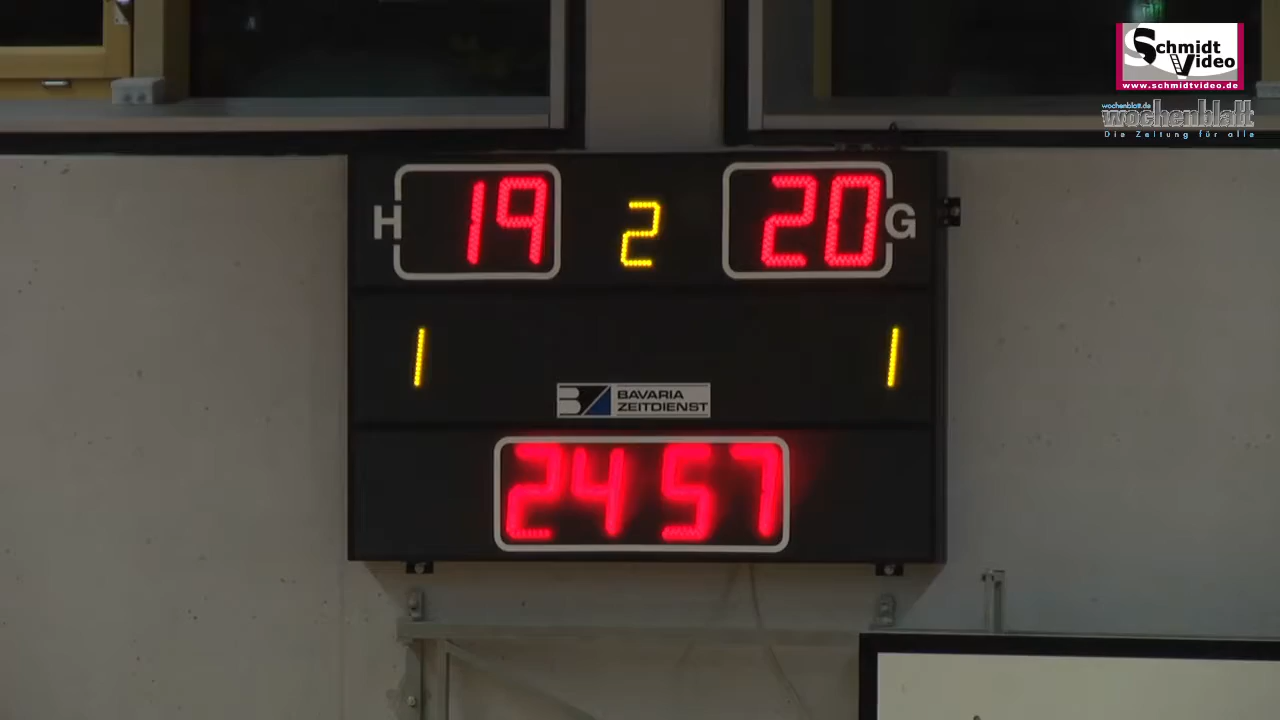 Schmidt
Video
www.schmidtvideo.de
wochenblatt.de
wochenblatt
Die Zeitung für alle
H 19 2 20 G
1 1
BAVARIA
ZEITDIENST
24 57